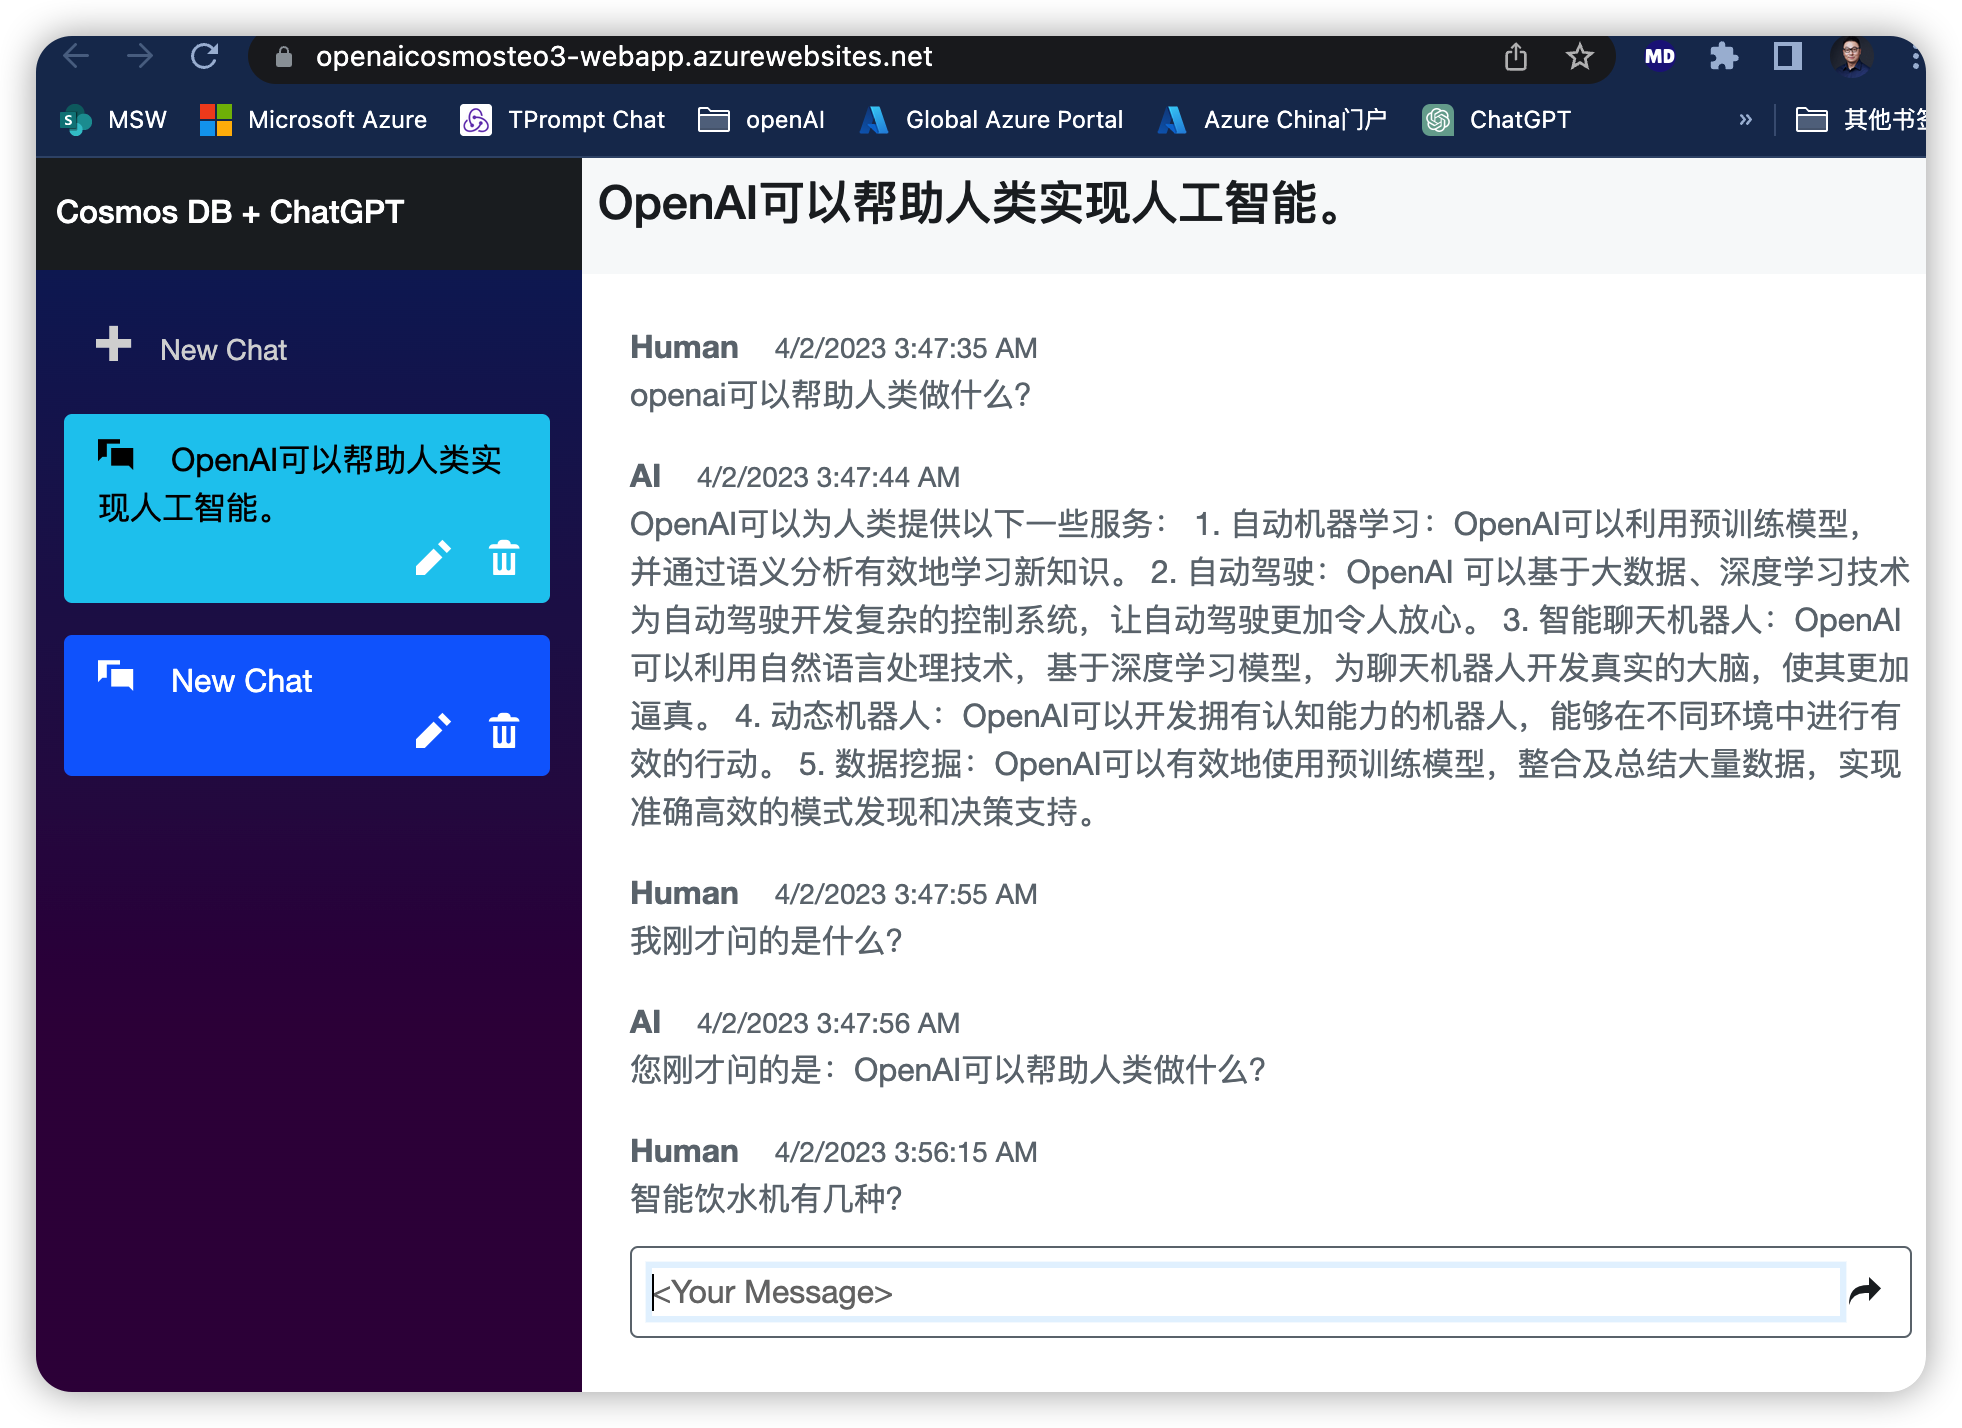 openaicosmosteo3-webapp.azurewebsites.net
MD
MSW
Microsoft Azure
TPrompt Chat
openAI
Global Azure Portal
Azure China门户
ChatGPT
»
其他书签
Cosmos DB + ChatGPT
New Chat
OpenAI可以帮助人类实
现人工智能。
New Chat
OpenAI可以帮助人类实现人工智能。
Human 4/2/2023 3:47:35 AM
openai可以帮助人类做什么?
AI 4/2/2023 3:47:44 AM
OpenAI可以为人类提供以下一些服务： 1. 自动机器学习：OpenAI可以利用预训练模型，
并通过语义分析有效地学习新知识。 2. 自动驾驶：OpenAI 可以基于大数据、深度学习技术
为自动驾驶开发复杂的控制系统，让自动驾驶更加令人放心。 3. 智能聊天机器人：OpenAI
可以利用自然语言处理技术，基于深度学习模型，为聊天机器人开发真实的大脑，使其更加
逼真。 4. 动态机器人：OpenAI可以开发拥有认知能力的机器人，能够在不同环境中进行有
效的行动。 5. 数据挖掘：OpenAI可以有效地使用预训练模型，整合及总结大量数据，实现
准确高效的模式发现和决策支持。
Human 4/2/2023 3:47:55 AM
我刚才问的是什么?
AI 4/2/2023 3:47:56 AM
您刚才问的是：OpenAI可以帮助人类做什么?
Human 4/2/2023 3:56:15 AM
智能饮水机有几种?
<Your Message>